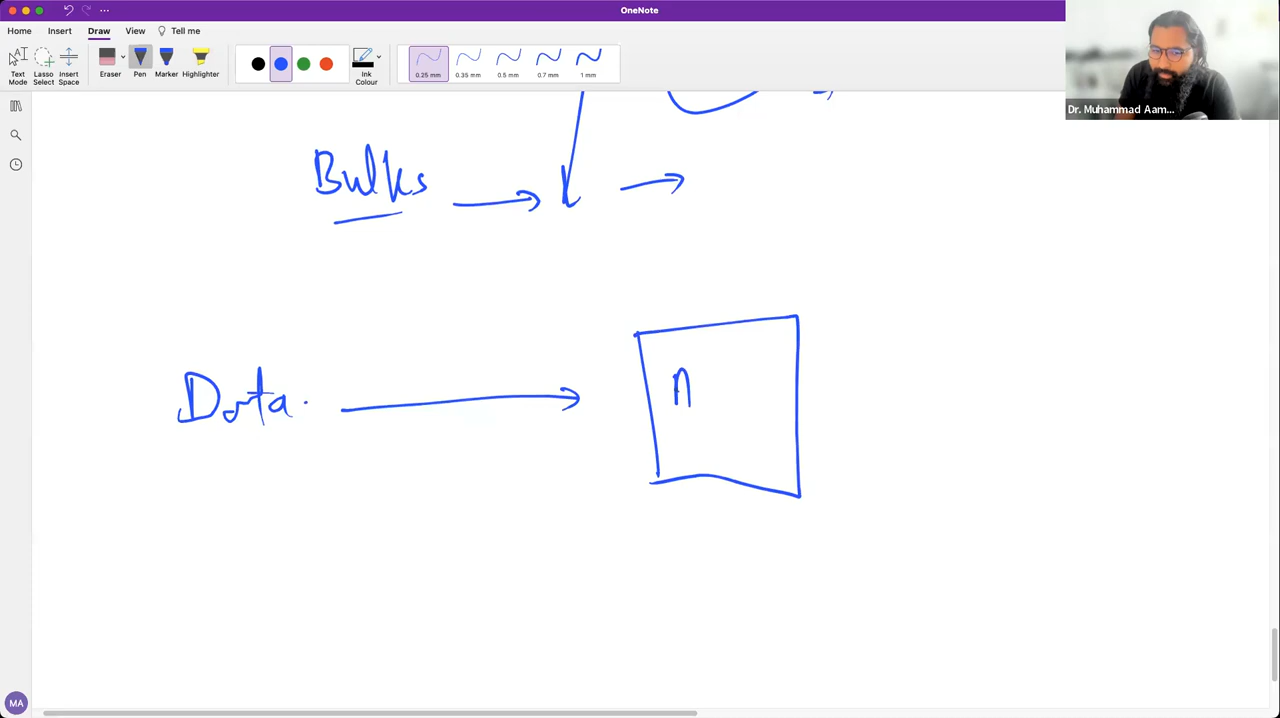 OneNote
Home Insert Draw View Tell me
Text Mode
Lasso Select
Insert Space
Eraser
Pen
Marker
Highlighter
Ink Colour
0.25 mm
0.35 mm
0.5 mm
0.7 mm
1 mm
Dr. Muhammad Aam...
Bulks
Data
MA